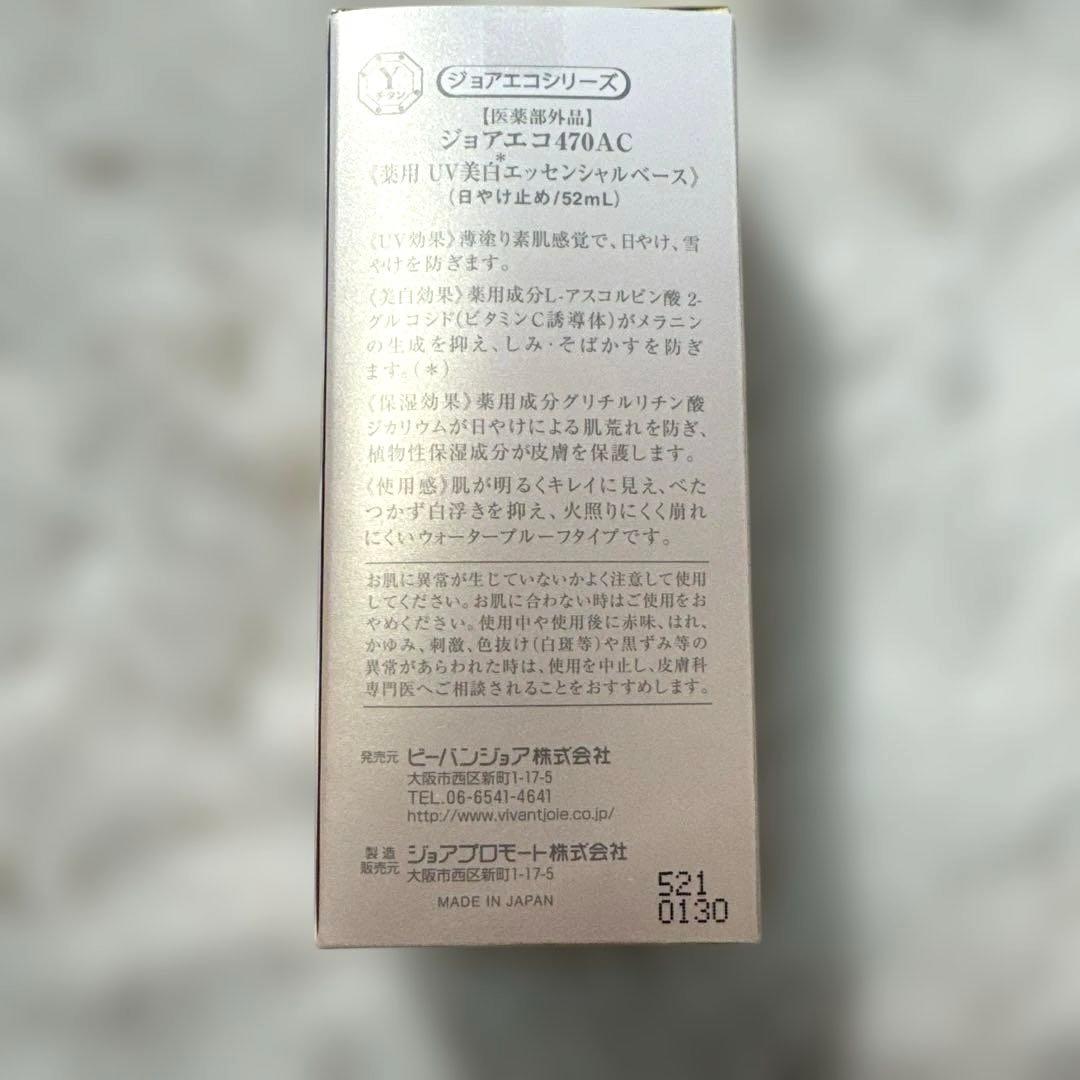 Y
チタン
ジョアエコシリーズ
【医薬部外品】
ジョアエコ470AC
《薬用 UV美白*エッセンシャルベース》
(日やけ止め/52mL)
《UV効果》薄塗り素肌感覚で、日やけ、雪
やけを防ぎます。
《美白効果》薬用成分L-アスコルビン酸 2-
グルコシド(ビタミンC誘導体)がメラニン
の生成を抑え、しみ・そばかすを防ぎ
ます。(*)
《保湿効果》薬用成分グリチルリチン酸
ジカリウムが日やけによる肌荒れを防ぎ、
植物性保湿成分が皮膚を保護します。
《使用感》肌が明るくキレイに見え、べた
つかず白浮きを抑え、火照りにくく崩れ
にくいウォータープルーフタイプです。
お肌に異常が生じていないかよく注意して使用
してください。お肌に合わない時はご使用をお
やめください。使用中や使用後に赤味、はれ、
かゆみ、刺激、色抜け(白斑等)や黒ずみ等の
異常があらわれた時は、使用を中止し、皮膚科
専門医へご相談されることをおすすめします。
発売元 ビーバンジョア株式会社
大阪市西区新町1-17-5
TEL.06-6541-4641
http://www.vivantjoie.co.jp/
製造販売元 ジョアプロモート株式会社
大阪市西区新町1-17-5
MADE IN JAPAN
521
0130